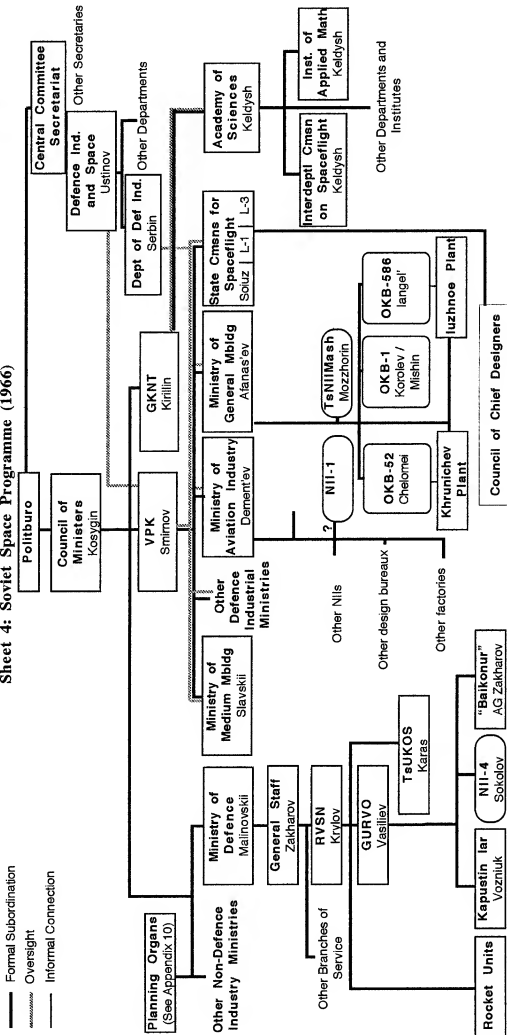 Sheet 4: Soviet Space Programme (1966)
Formal Subordination
Oversight
Informal Connection
Politburo
Council of
Ministers
Kosygin
Central Committee
Secretariat
Other Secretaries
Defence Ind.
and Space
Ustinov
Other Departments
Dept of Def Ind.
Serbin
VPK
Smirnov
GKNT
Kirillin
Planning Organs
(See Appendix 10)
Other Non-Defence
Industry Ministries
Ministry of
Defence
Malinovskii
Ministry of
Medium Mbldg
Slavskii
Other
Defence
Industrial
Ministries
Ministry of
Aviation Industry
Dement'ev
Ministry of
General Mbldg
Afanas'ev
State Cmsns for
Spaceflight
Soiuz | L-1 | L-3
Academy of
Sciences
Keldysh
General Staff
Zakharov
Other Branches of
Service
RVSN
Krylov
GURVO
Vasiliev
TsUKOS
Karas
Rocket Units
Kapustin Iar
Vozniuk
NII-4
Sokolov
"Baikonur"
AG Zakharov
Other NIIs
Other design bureaux
Other factories
?
NII-1
TsNIIMash
Mozzhorin
OKB-52
Chelomei
OKB-1
Korolev /
Mishin
OKB-586
Iangel'
Khrunichev
Plant
Iuzhnoe Plant
Council of Chief Designers
Interdeptl Cmsn
on Spaceflight
Keldysh
Inst. of
Applied Math
Keldysh
Other Departments and
Institutes